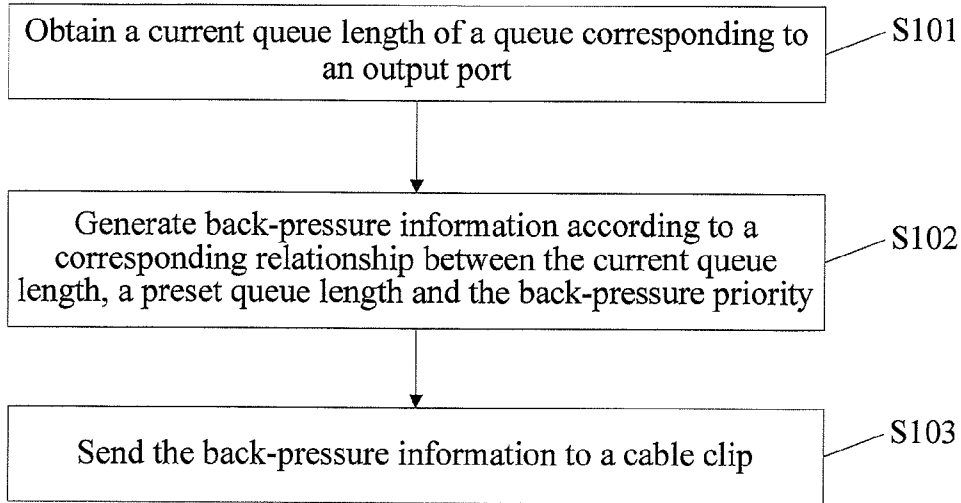 Obtain a current queue length of a queue corresponding to
an output port
S101
Generate back-pressure information according to a
corresponding relationship between the current queue
length, a preset queue length and the back-pressure priority
S102
Send the back-pressure information to a cable clip
S103